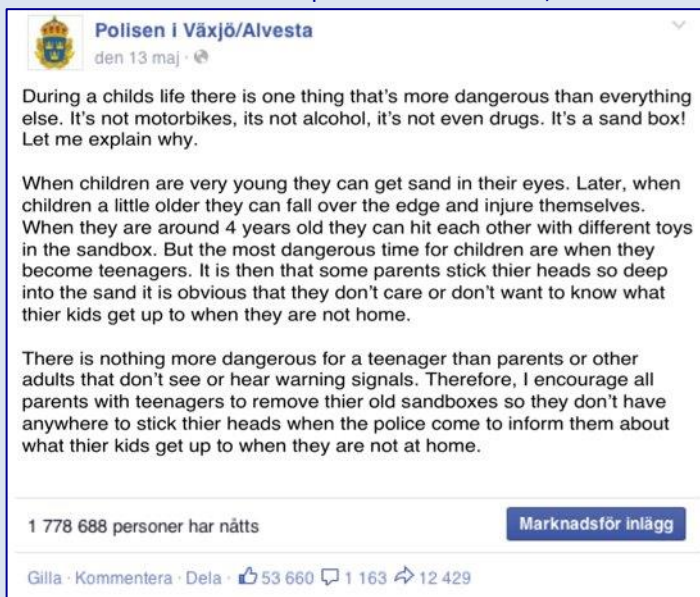 Polisen i Växjö/Alvesta
den 13 maj ·
During a childs life there is one thing that's more dangerous than everything
else. It's not motorbikes, its not alcohol, it's not even drugs. It's a sand box!
Let me explain why.
When children are very young they can get sand in their eyes. Later, when
children a little older they can fall over the edge and injure themselves.
When they are around 4 years old they can hit each other with different toys
in the sandbox. But the most dangerous time for children are when they
become teenagers. It is then that some parents stick thier heads so deep
into the sand it is obvious that they don't care or don't want to know what
thier kids get up to when they are not home.
There is nothing more dangerous for a teenager than parents or other
adults that don't see or hear warning signals. Therefore, I encourage all
parents with teenagers to remove thier old sandboxes so they don't have
anywhere to stick thier heads when the police come to inform them about
what thier kids get up to when they are not at home.
1 778 688 personer har nåtts
Marknadsför inlägg
Gilla · Kommentera · Dela · 53 660 1 163 12 429